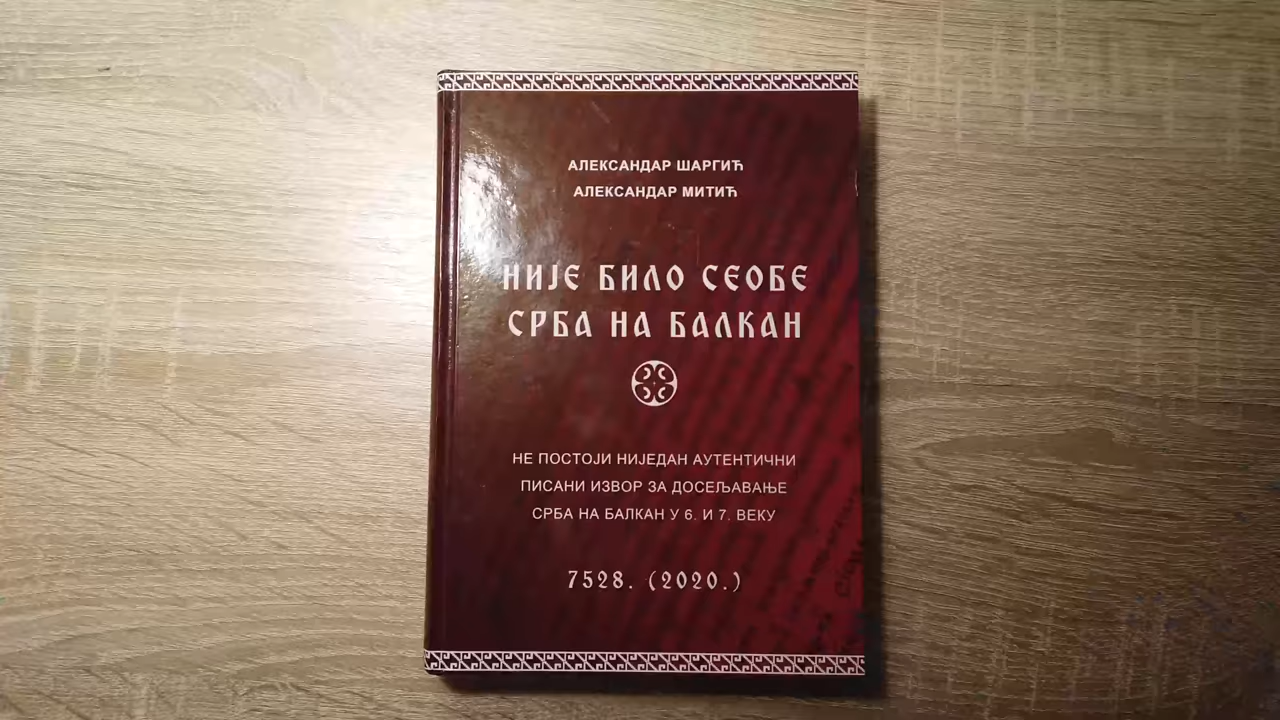 АЛЕКСАНДАР ШАРГИЋ
АЛЕКСАНДАР МИТИЋ
НИЈЕ БИЛО СЕОБЕ
СРБА НА БАЛКАН
НЕ ПОСТОЈИ НИЈЕДАН АУТЕНТИЧНИ
ПИСАНИ ИЗВОР ЗА ДОСЕЉАВАЊЕ
СРБА НА БАЛКАН У 6. И 7. ВЕКУ
7528. (2020.)